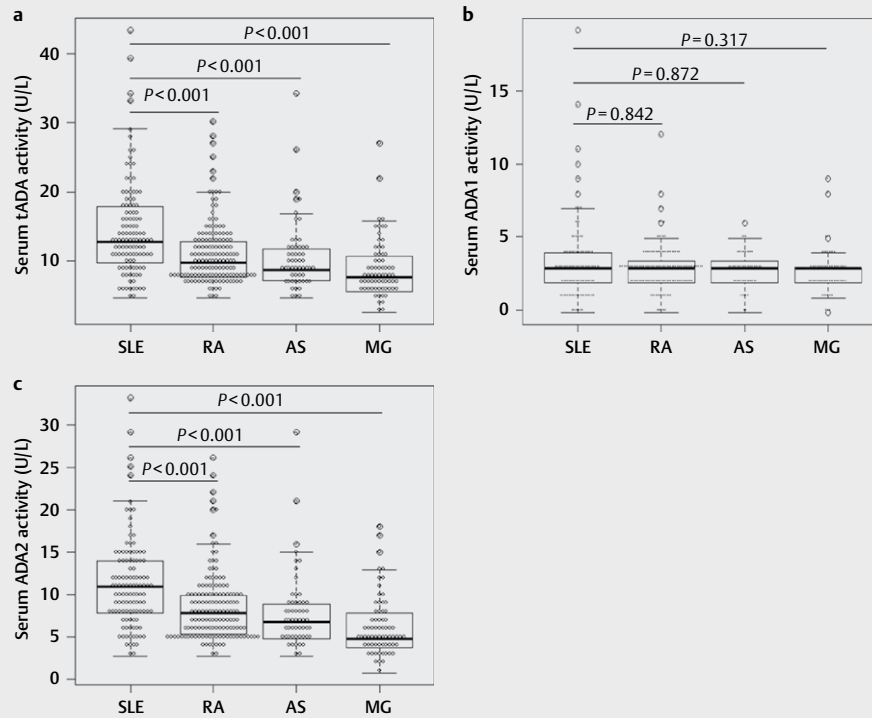 a
Serum tADA activity (U/L)
40
30
20
10
P < 0.001
P < 0.001
P < 0.001
SLE RA AS MG
b
Serum ADA1 activity (U/L)
15
10
5
0
P = 0.317
P = 0.872
P = 0.842
SLE RA AS MG
c
Serum ADA2 activity (U/L)
30
25
20
15
10
5
0
P < 0.001
P < 0.001
P < 0.001
SLE RA AS MG